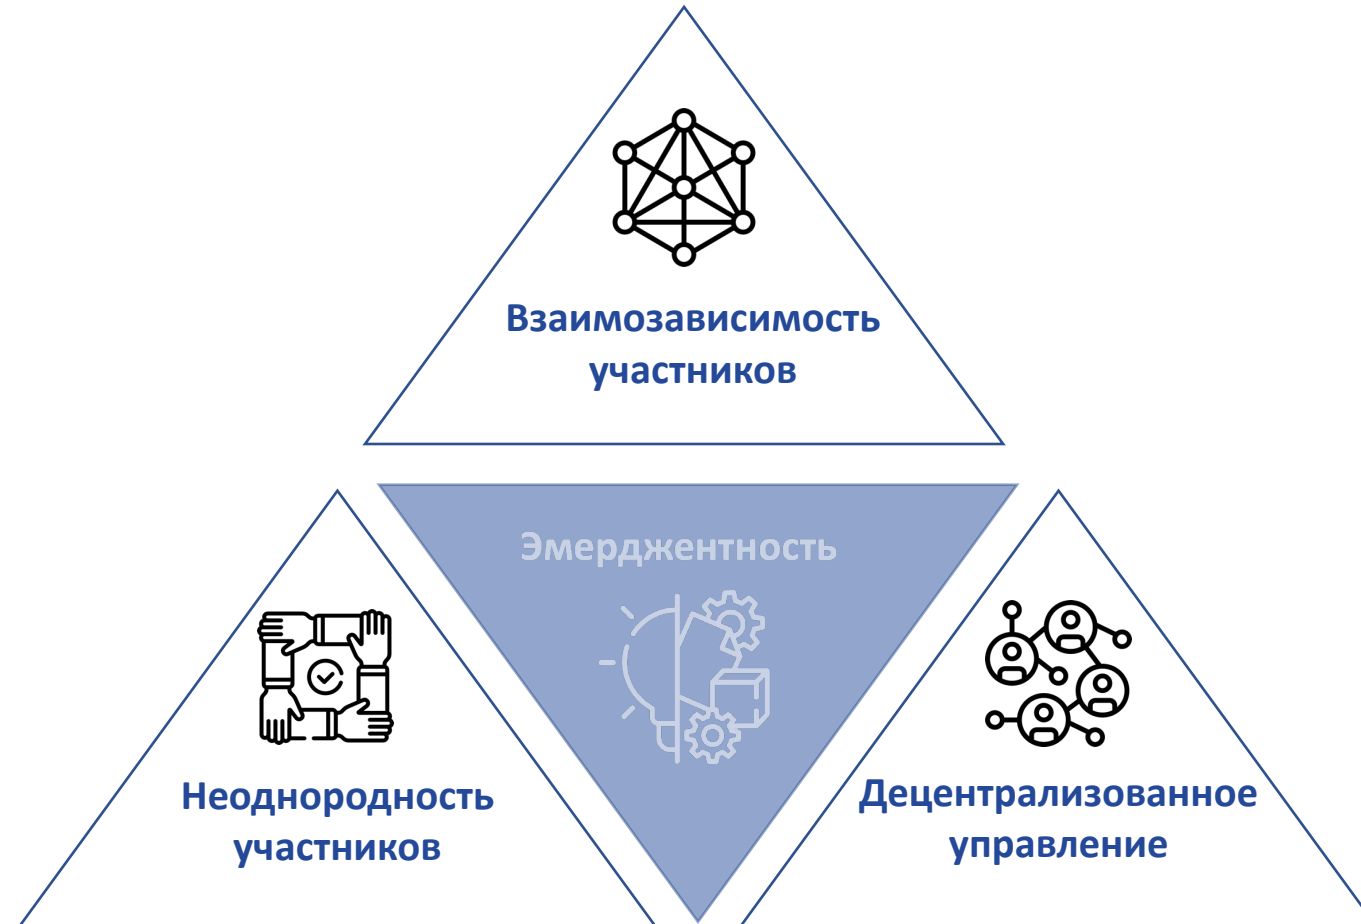 Взаимозависимость
участников
Эмерджентность
Неоднородность
участников
Децентрализованное
управление